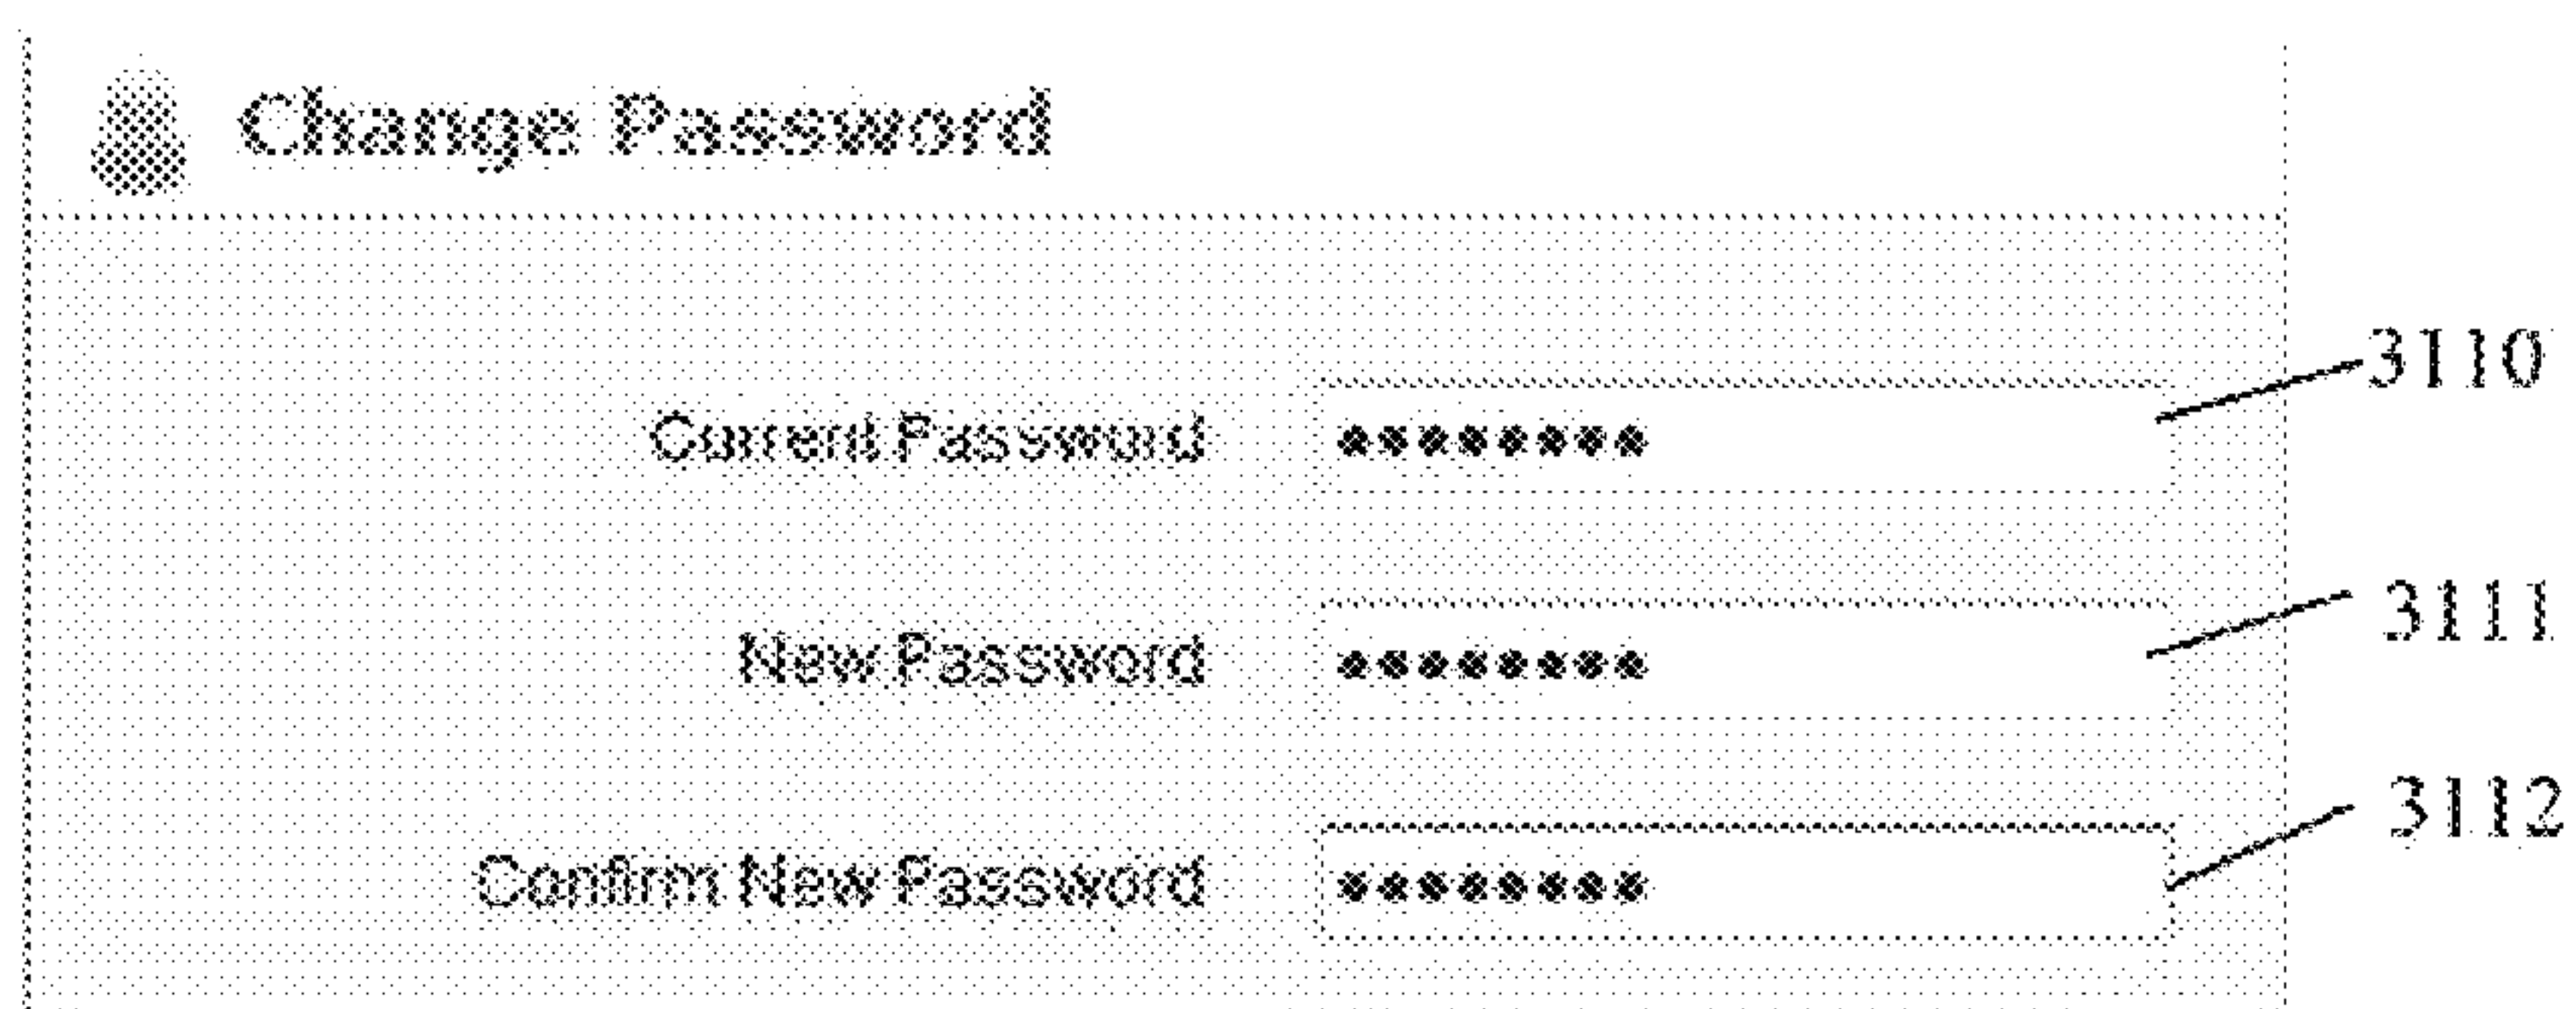 Change Password
Current Password ●●●●●●●● 3110
New Password ●●●●●●●● 3111
Confirm New Password ●●●●●●●● 3112